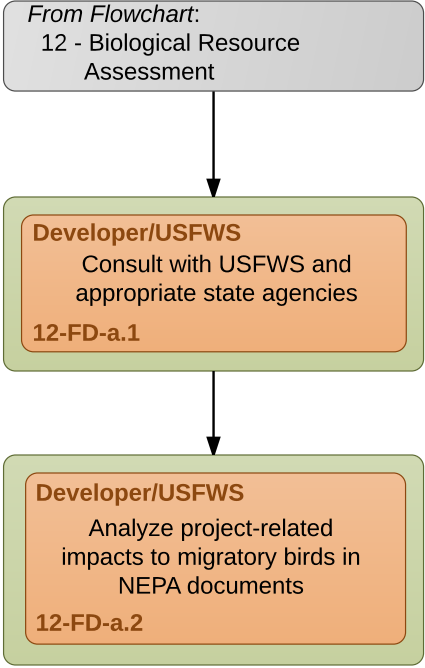 From Flowchart:
12 - Biological Resource
Assessment
Developer/USFWS
Consult with USFWS and
appropriate state agencies
12-FD-a.1
Developer/USFWS
Analyze project-related
impacts to migratory birds in
NEPA documents
12-FD-a.2